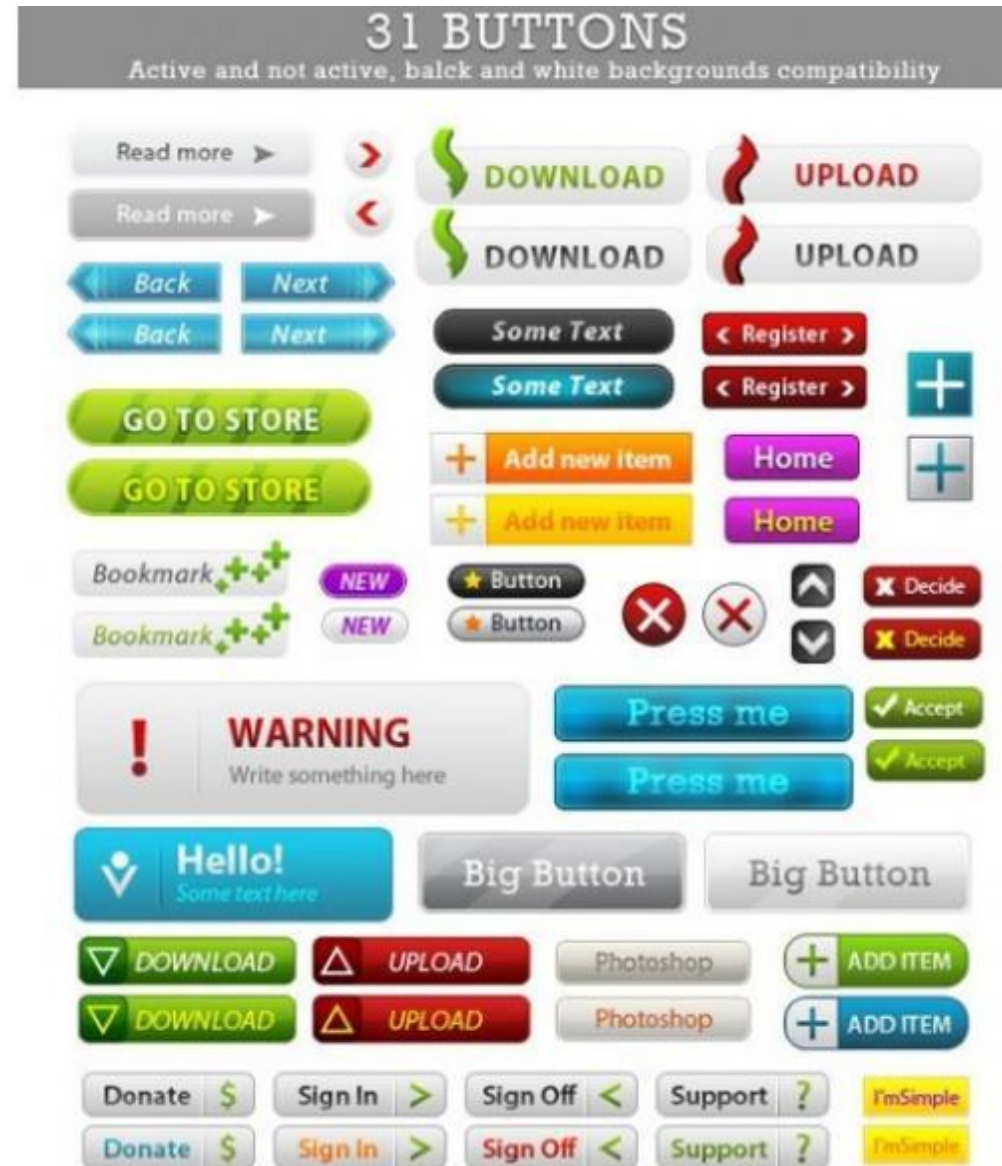 31 BUTTONS
Active and not active, balck and white backgrounds compatibility
Read more
Read more
DOWNLOAD
UPLOAD
DOWNLOAD
UPLOAD
Back
Next
Back
Next
Some Text
< Register >
Some Text
< Register >
GO TO STORE
GO TO STORE
Add new item
Home
Add new item
Home
Bookmark
NEW
Button
Decide
Bookmark
NEW
Button
Decide
! WARNING
Write something here
Press me
Accept
Press me
Accept
Hello!
Some text here
Big Button
Big Button
DOWNLOAD
UPLOAD
Photoshop
+ ADD ITEM
DOWNLOAD
UPLOAD
Photoshop
+ ADD ITEM
Donate $
Sign In >
Sign Off <
Support ?
I'mSimple
Donate $
Sign In >
Sign Off <
Support ?
I'mSimple